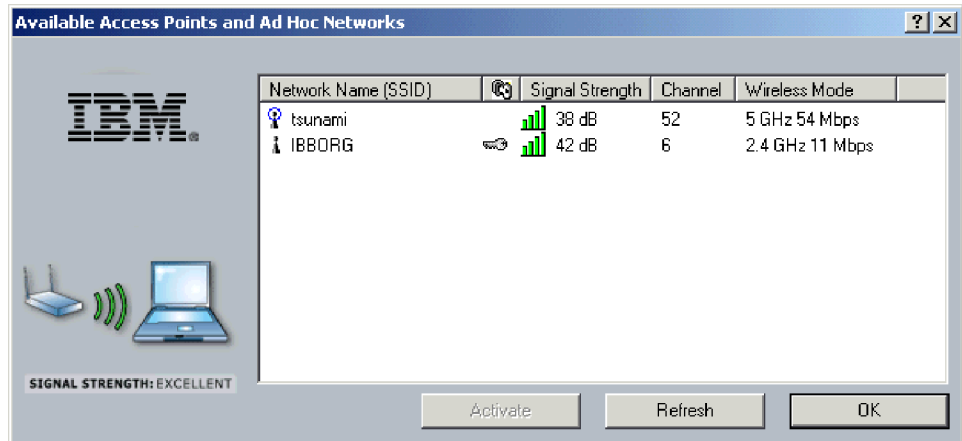 Available Access Points and Ad Hoc Networks
IBM®
Network Name (SSID) Signal Strength Channel Wireless Mode
tsunami 38 dB 52 5 GHz 54 Mbps
IBBORG 42 dB 6 2.4 GHz 11 Mbps
SIGNAL STRENGTH: EXCELLENT
Activate Refresh OK